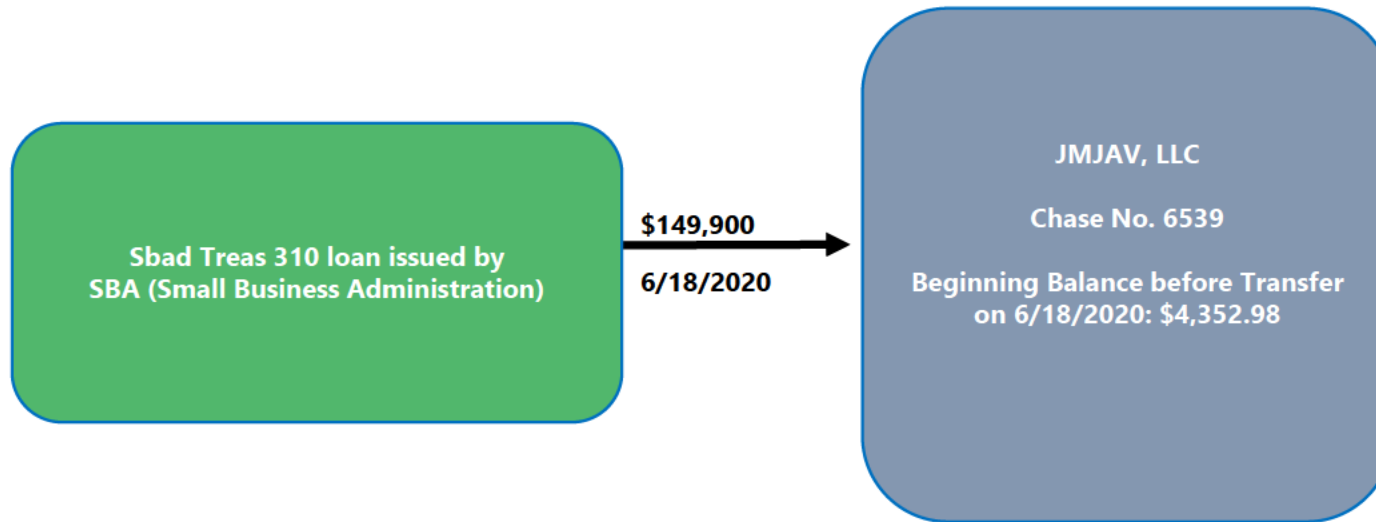 Sbad Treas 310 loan issued by
SBA (Small Business Administration)
$149,900
6/18/2020
JMJAV, LLC
Chase No. 6539
Beginning Balance before Transfer
on 6/18/2020: $4,352.98